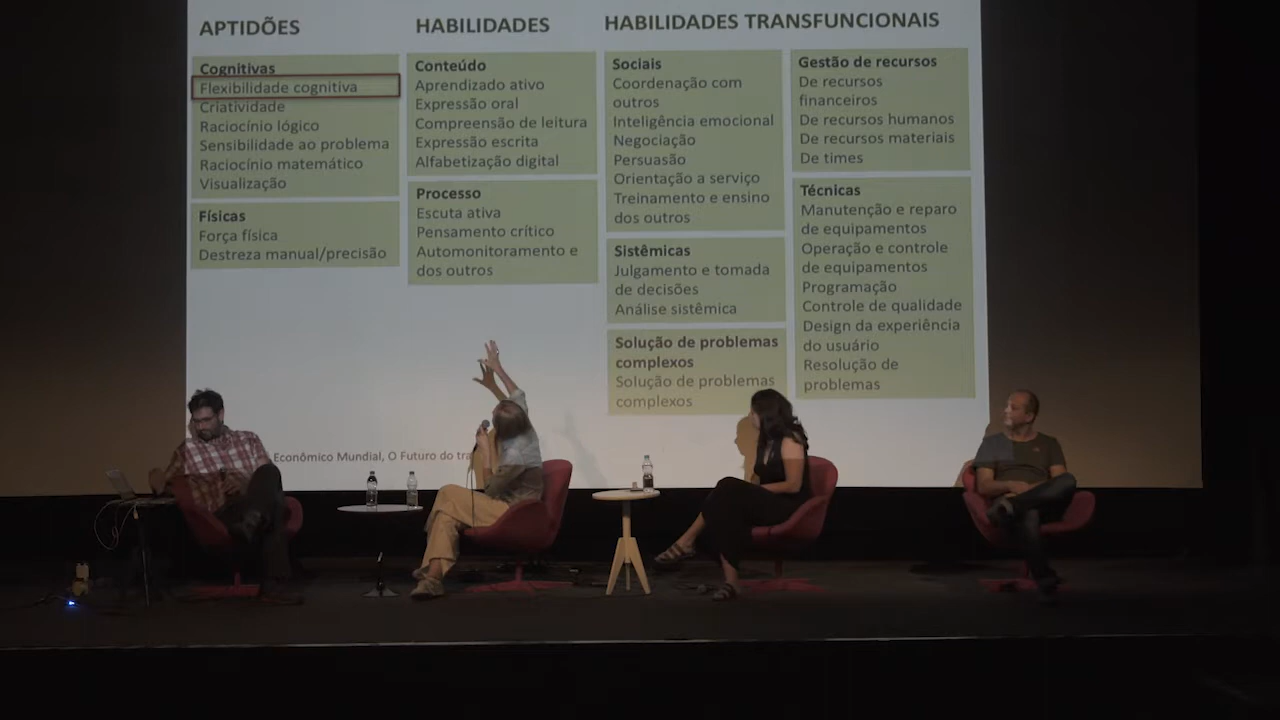 APTIDÕES
Cognitivas
Flexibilidade cognitiva
Criatividade
Raciocínio lógico
Sensibilidade ao problema
Raciocínio matemático
Visualização
Físicas
Força física
Destreza manual/precisão
HABILIDADES
Conteúdo
Aprendizado ativo
Expressão oral
Compreensão de leitura
Expressão escrita
Alfabetização digital
Processo
Escuta ativa
Pensamento crítico
Automonitoramento e
dos outros
HABILIDADES TRANSFUNCIONAIS
Sociais
Coordenação com
outros
Inteligência emocional
Negociação
Persuasão
Orientação a serviço
Treinamento e ensino
dos outros
Sistêmicas
Julgamento e tomada
de decisões
Análise sistêmica
Solução de problemas
complexos
Solução de problemas
complexos
Gestão de recursos
De recursos
financeiros
De recursos humanos
De recursos materiais
De times
Técnicas
Manutenção e reparo
de equipamentos
Operação e controle
de equipamentos
Programação
Controle de qualidade
Design da experiência
do usuário
Resolução de
problemas
Econômico Mundial, O Futuro do